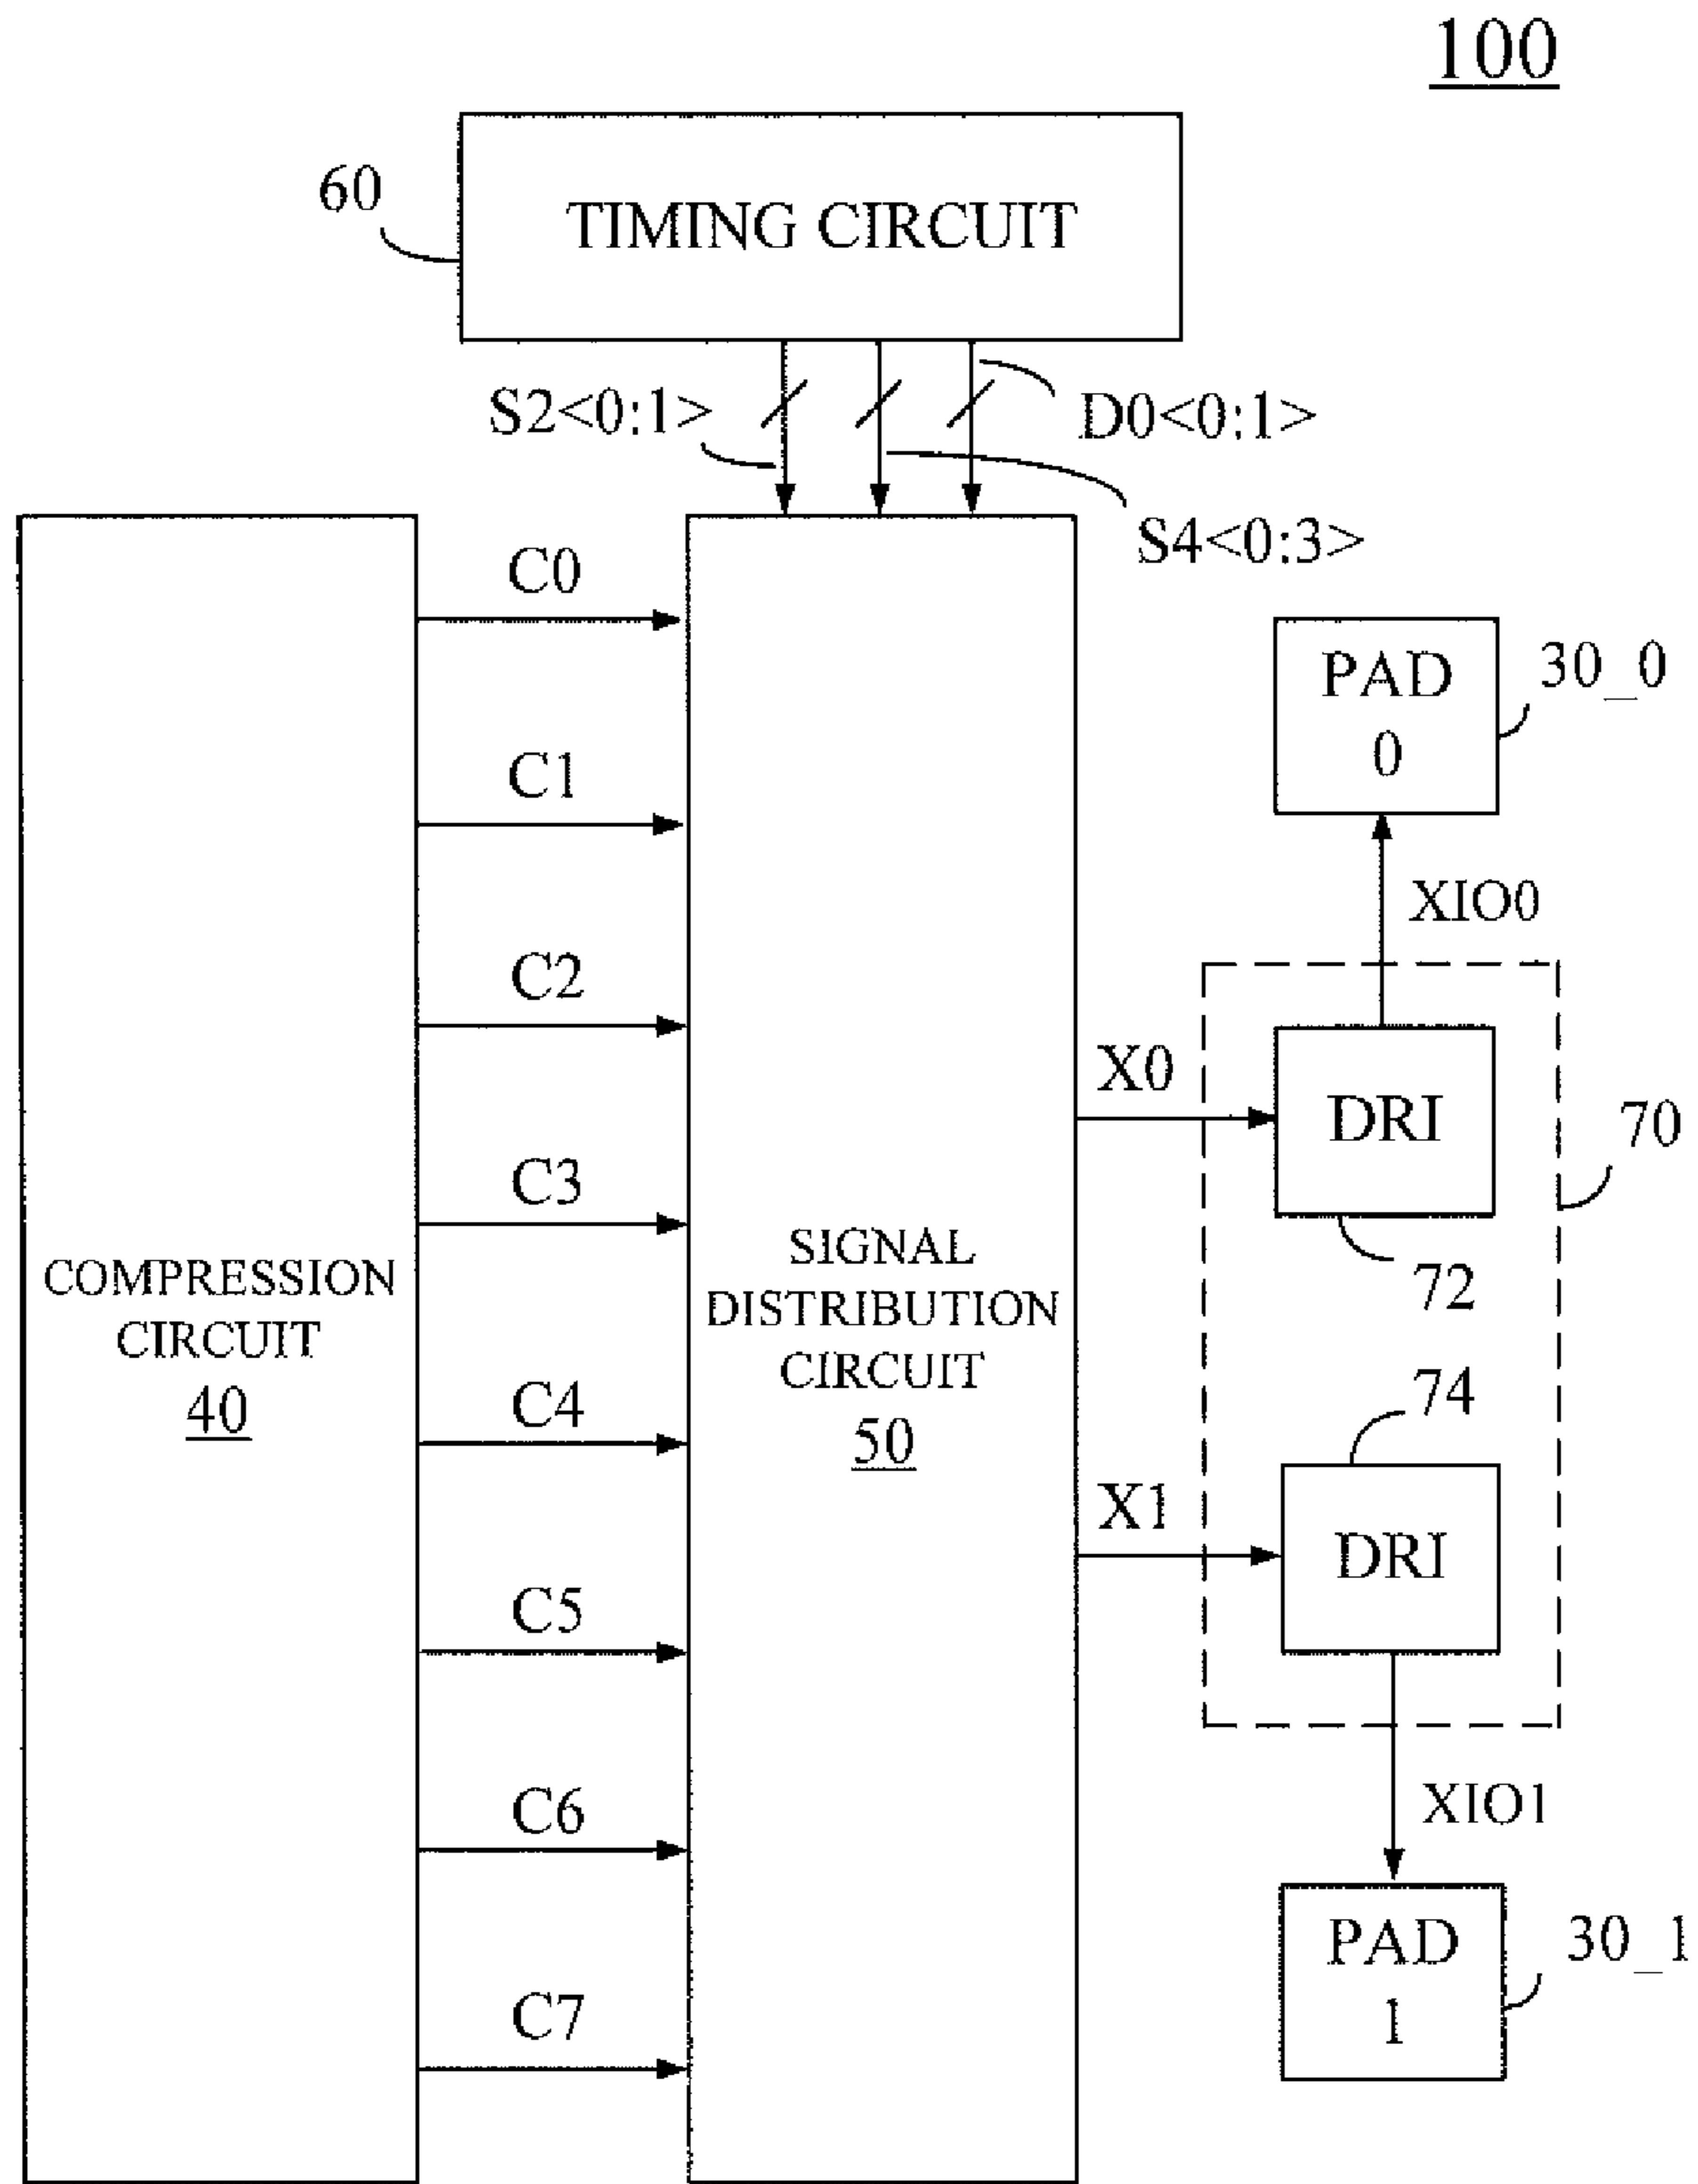 100
60
TIMING CIRCUIT
S2<0:1>
D0<0:1>
S4<0:3>
C0
C1
C2
C3
C4
C5
C6
C7
COMPRESSION
CIRCUIT
40
SIGNAL
DISTRIBUTION
CIRCUIT
50
PAD
0
30_0
XIO0
X0
DRI
70
72
74
X1
DRI
XIO1
PAD
1
30_1